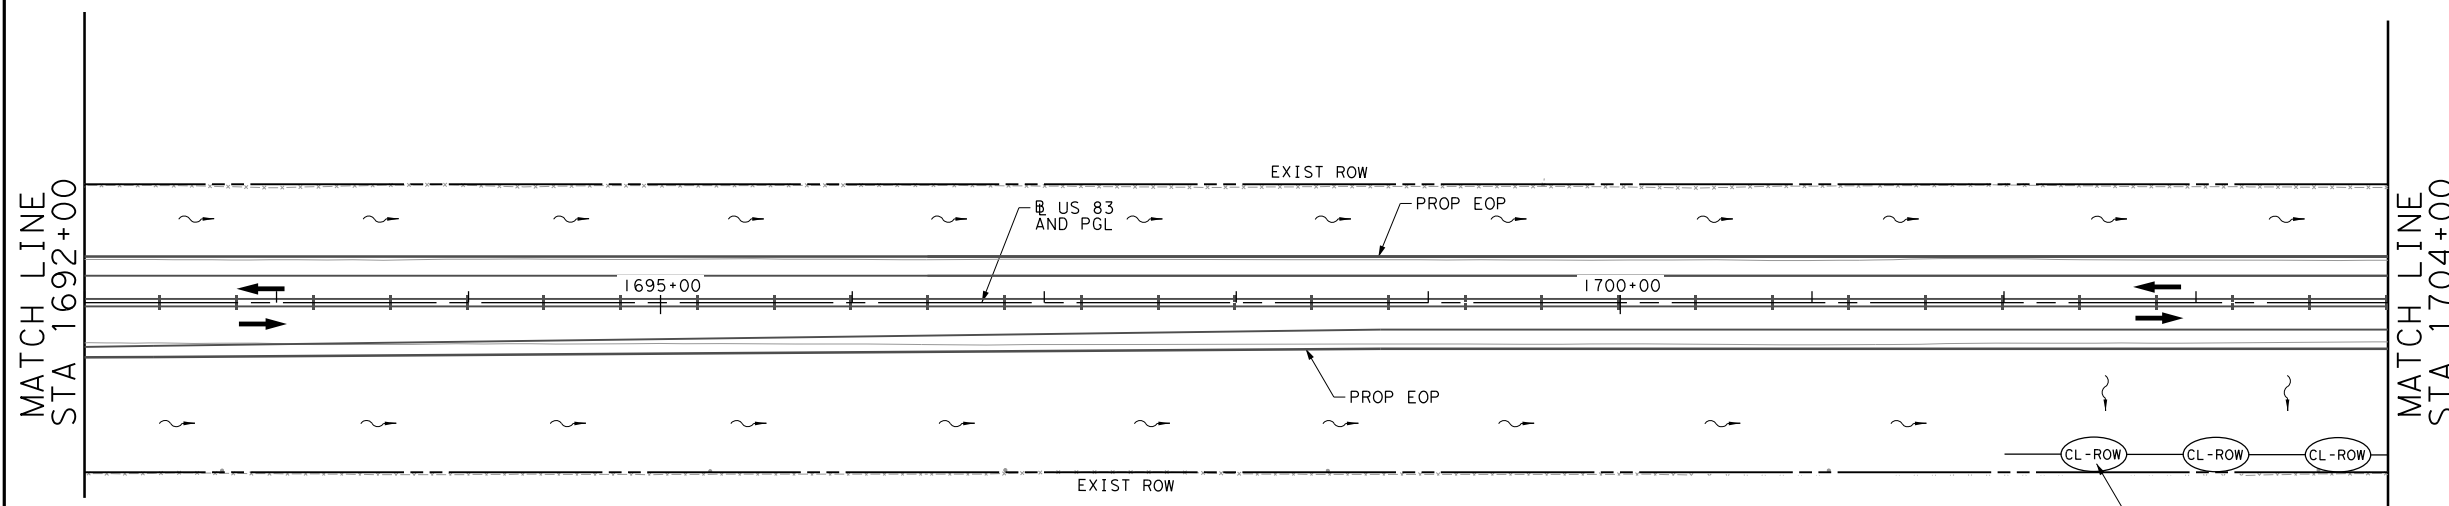 MATCH LINE
STA 1692+00
EXIST ROW
℄ US 83
AND PGL
PROP EOP
1695+00
1700+00
PROP EOP
CL-ROW
CL-ROW
CL-ROW
EXIST ROW
MATCH LINE
STA 1704+00